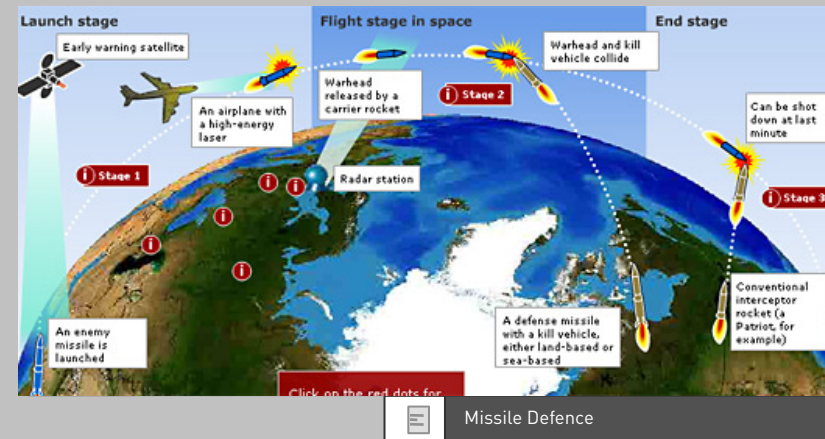 Launch stage
Flight stage in space
End stage
Early warning satellite
An airplane with
a high-energy
laser
Warhead
released by a
carrier rocket
Warhead and kill
vehicle collide
Stage 2
Can be shot
down at last
minute
Stage 1
Radar station
Stage 3
An enemy
missile is
launched
A defense missile
with a kill vehicle,
either land-based or
sea-based
Conventional
interceptor
rocket (a
Patriot, for
example)
Click on the red dots for
Missile Defence